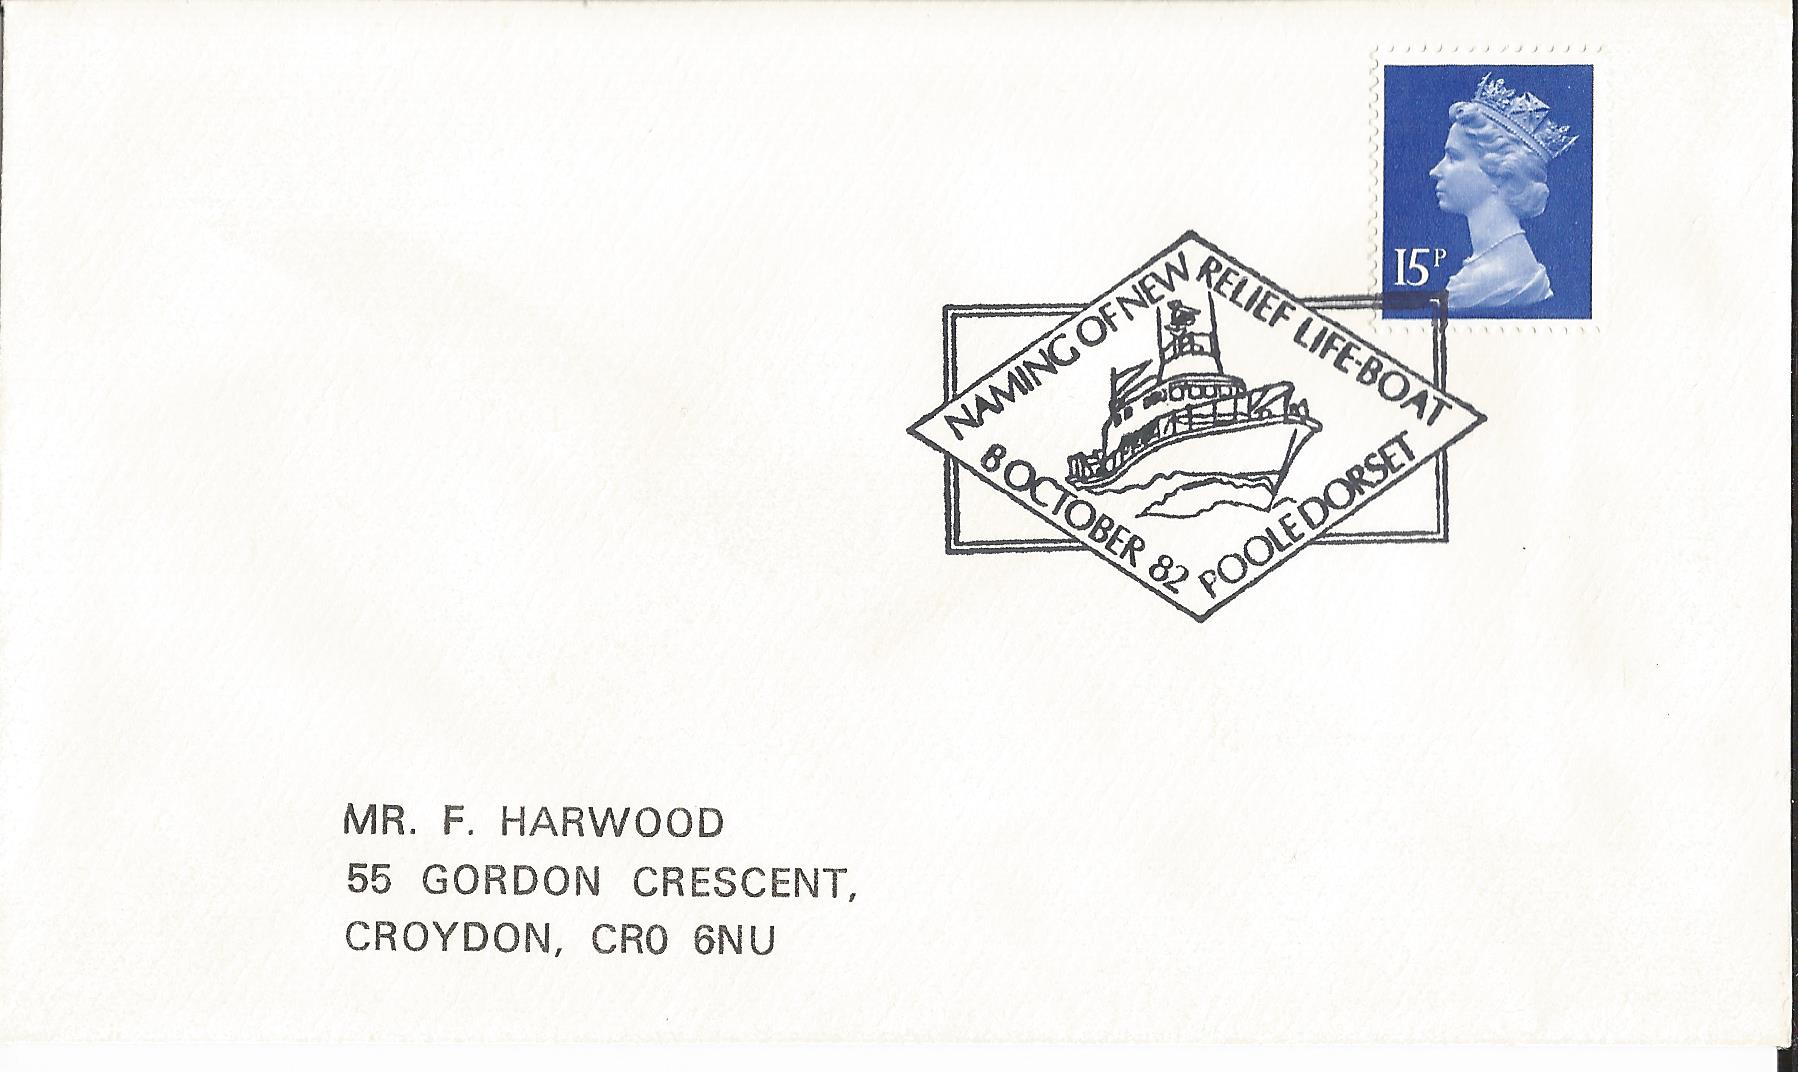 15P
NAMING OF NEW RELIEF LIFE-BOAT
8 OCTOBER 82 POOLE DORSET
MR. F. HARWOOD
55 GORDON CRESCENT,
CROYDON, CR0 6NU